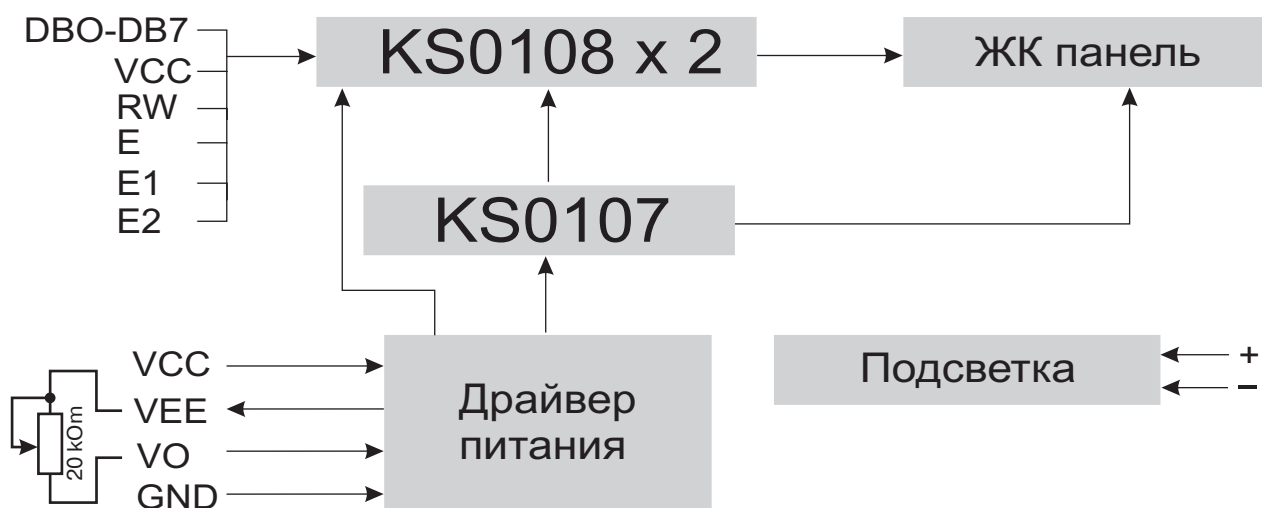 DBO-DB7
VCC
RW
E
E1
E2
KS0108 x 2
ЖК панель
KS0107
VCC
VEE
VO
GND
20 kOm
Драйвер
питания
Подсветка
+
−